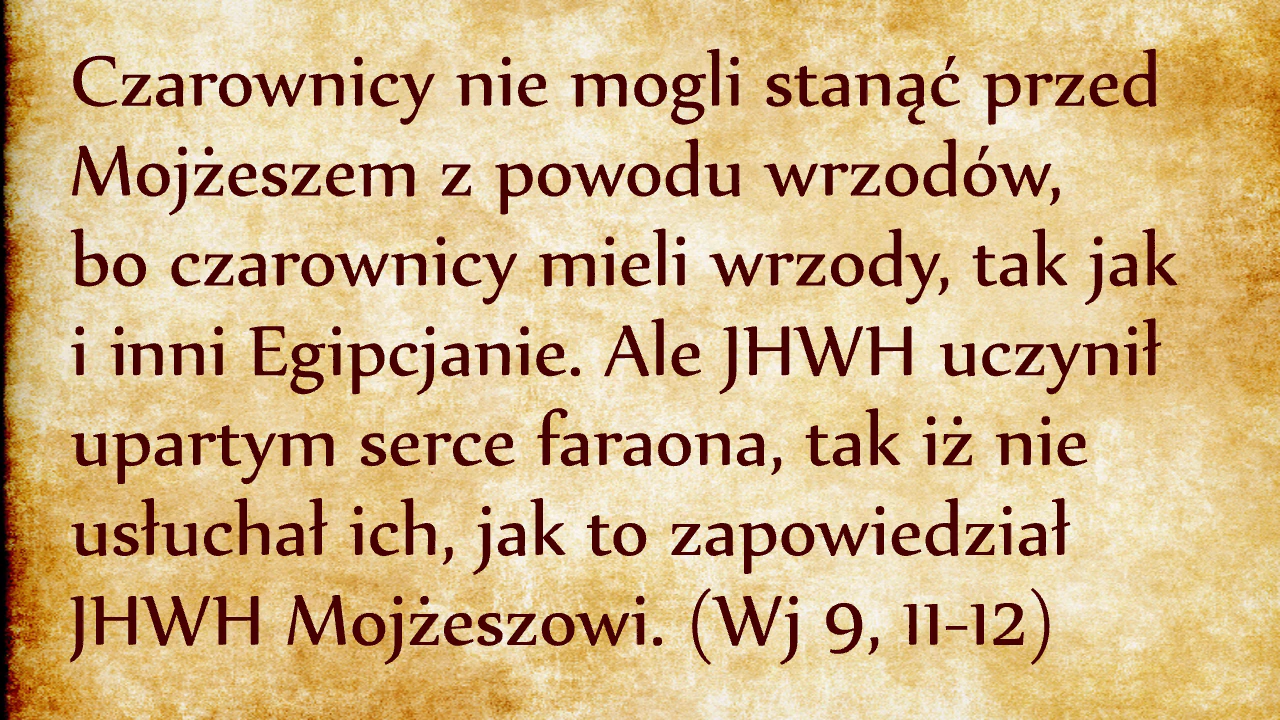 Czarownicy nie mogli stanąć przed
Mojżeszem z powodu wrzodów,
bo czarownicy mieli wrzody, tak jak
i inni Egipcjanie. Ale JHWH uczynił
upartym serce faraona, tak iż nie
usłuchał ich, jak to zapowiedział
JHWH Mojżeszowi. (Wj 9, 11-12)